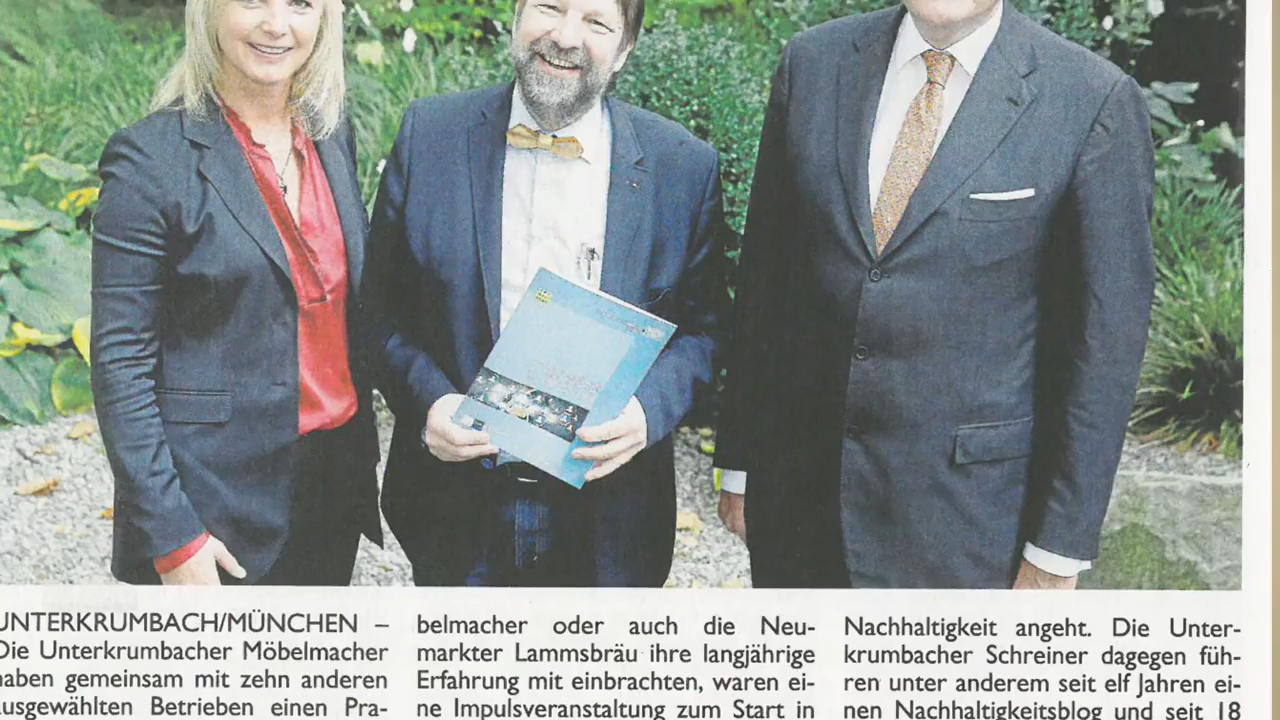 UNTERKRUMBACH/MÜNCHEN –
Die Unterkrumbacher Möbelmacher
haben gemeinsam mit zehn anderen
ausgewählten Betrieben einen Pra-
belmacher oder auch die Neu-
markter Lammsbräu ihre langjährige
Erfahrung mit einbrachten, waren ei-
ne Impulsveranstaltung zum Start in
Nachhaltigkeit angeht. Die Unter-
krumbacher Schreiner dagegen füh-
ren unter anderem seit elf Jahren ei-
nen Nachhaltigkeitsblog und seit 18